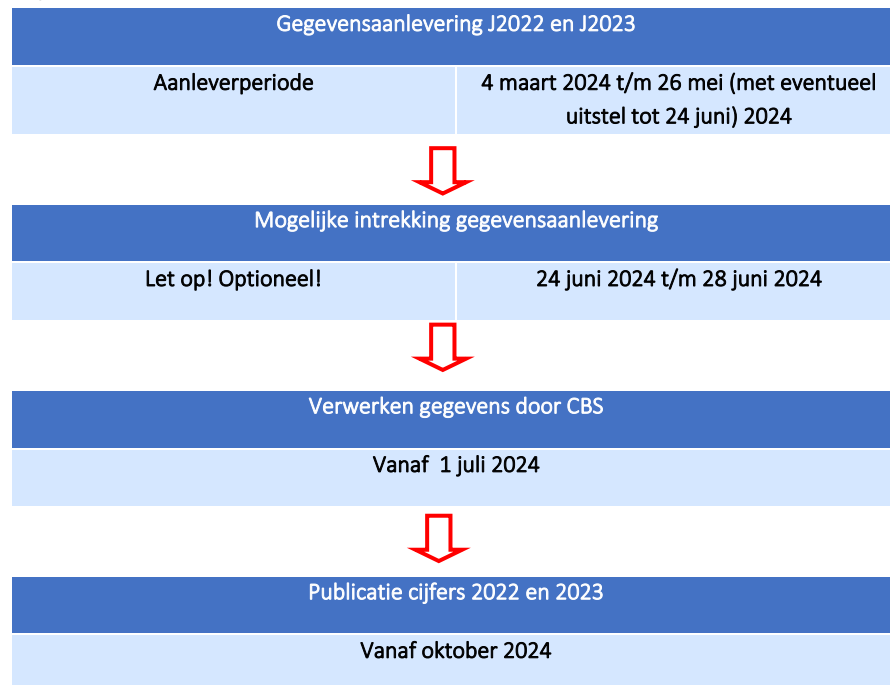 Gegevensaanlevering J2022 en J2023
Aanleverperiode
4 maart 2024 t/m 26 mei (met eventueel
uitstel tot 24 juni) 2024
Mogelijke intrekking gegevensaanlevering
Let op! Optioneel!
24 juni 2024 t/m 28 juni 2024
Verwerken gegevens door CBS
Vanaf 1 juli 2024
Publicatie cijfers 2022 en 2023
Vanaf oktober 2024